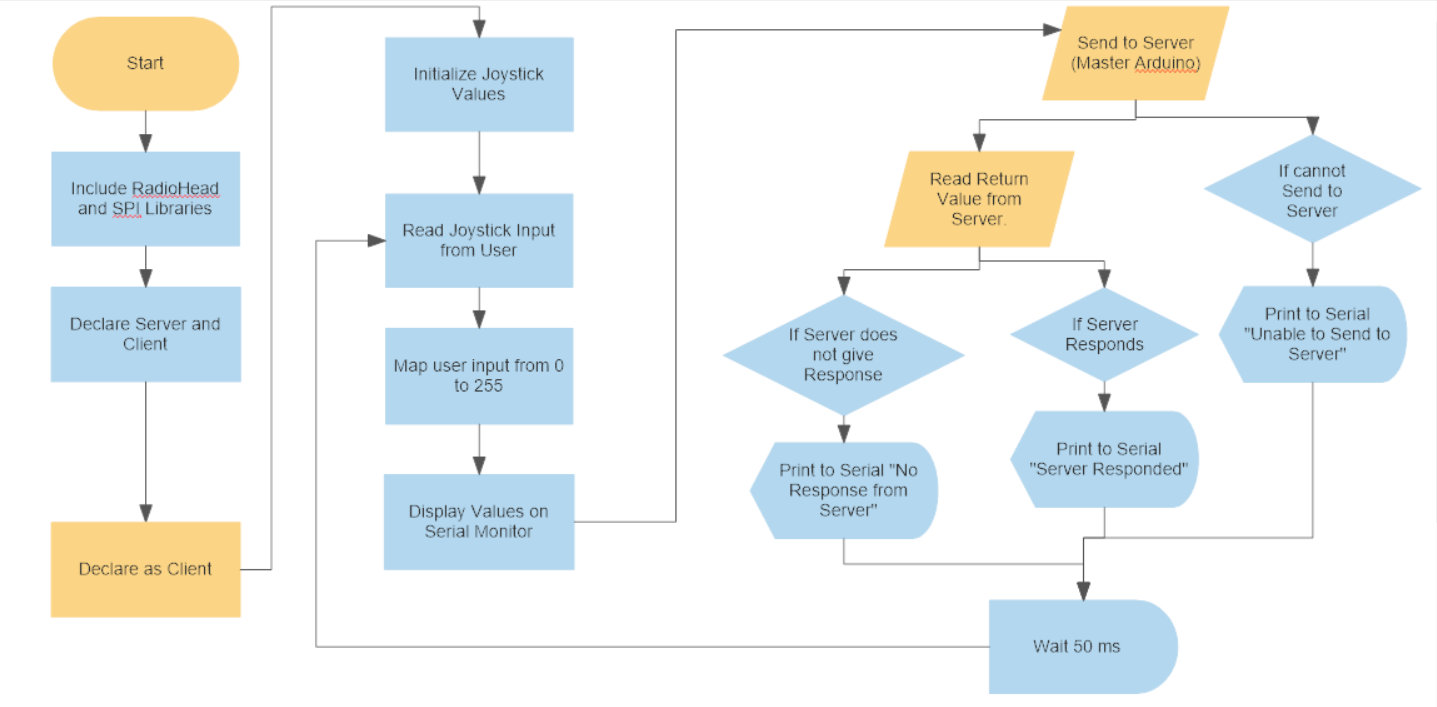 Start
Include RadioHead
and SPI Libraries
Declare Server and
Client
Declare as Client
Initialize Joystick
Values
Read Joystick Input
from User
Map user input from 0
to 255
Display Values on
Serial Monitor
Send to Server
(Master Arduino)
Read Return
Value from
Server.
If cannot
Send to
Server
If Server does
not give
Response
If Server
Responds
Print to Serial
"Unable to Send to
Server"
Print to Serial "No
Response from
Server"
Print to Serial
"Server Responded"
Wait 50 ms